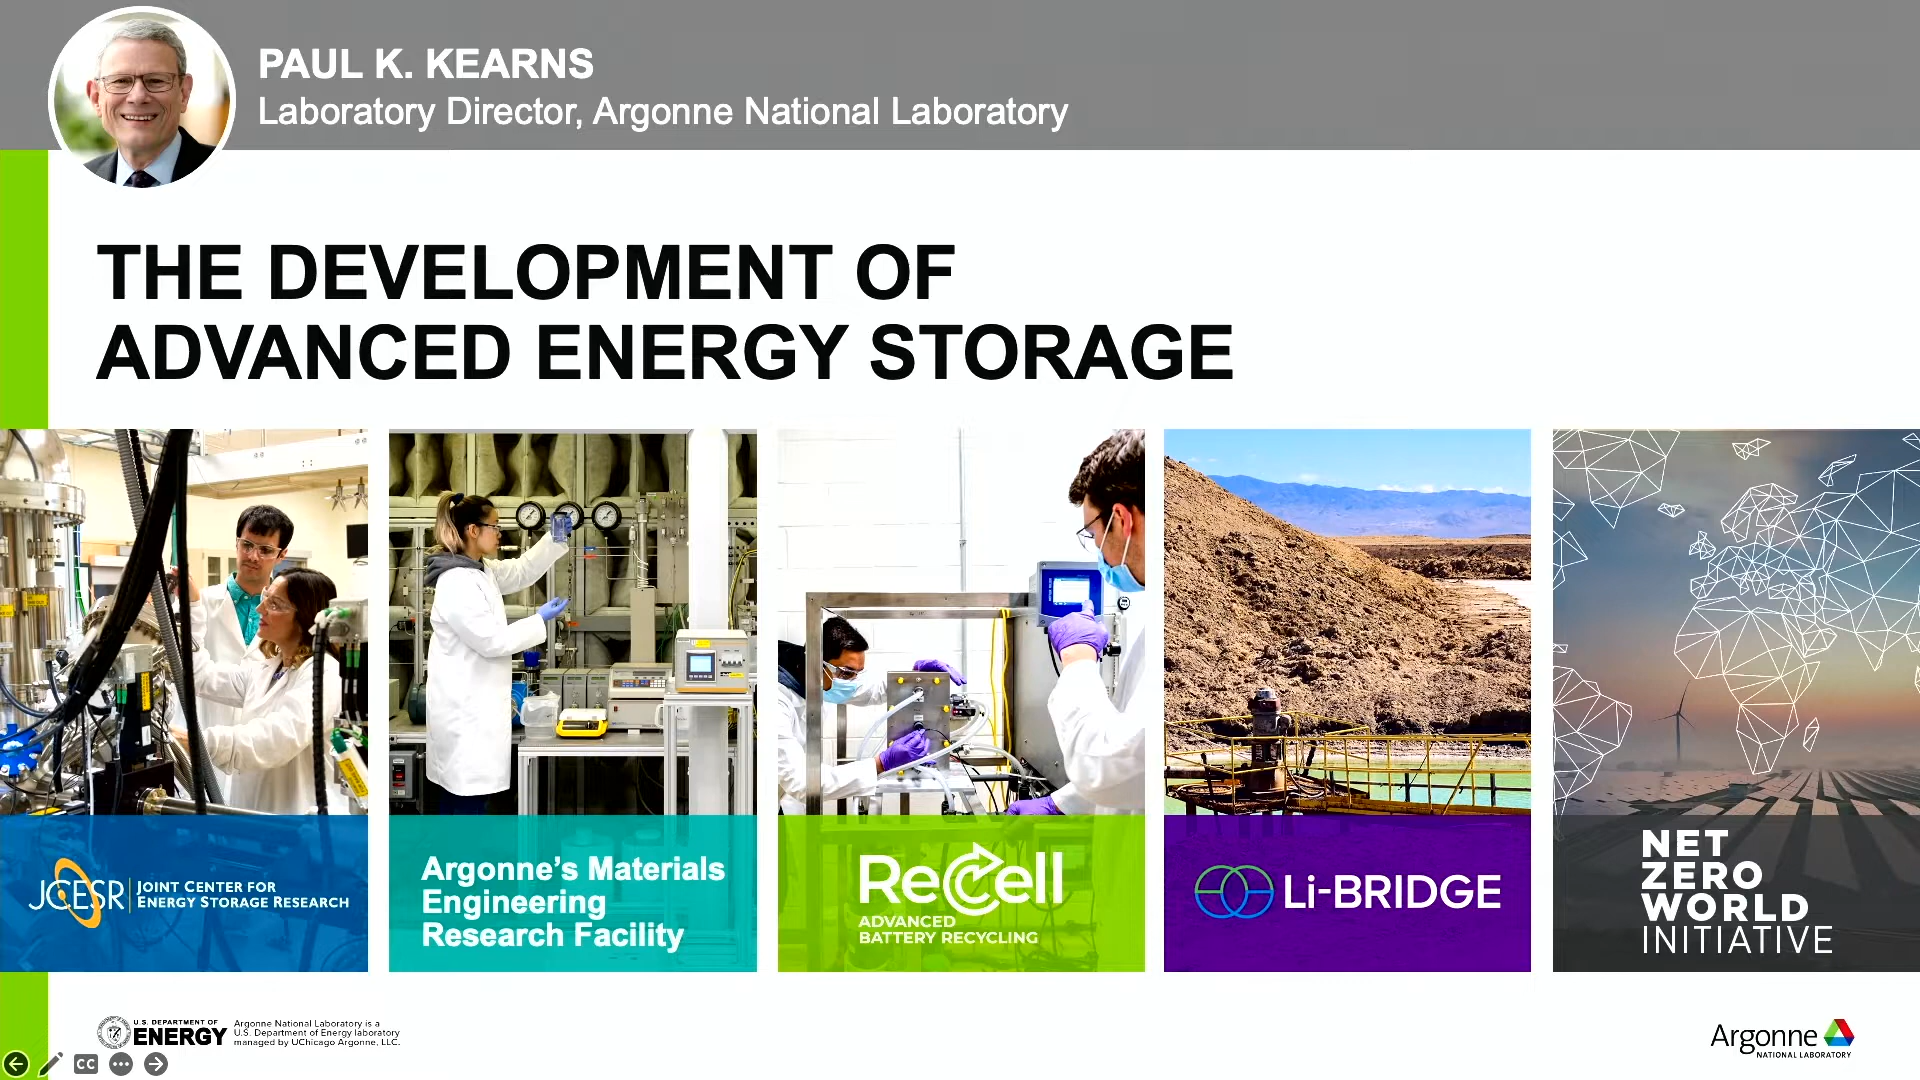 PAUL K. KEARNS
Laboratory Director, Argonne National Laboratory
THE DEVELOPMENT OF
ADVANCED ENERGY STORAGE
JCESR JOINT CENTER FOR
ENERGY STORAGE RESEARCH
Argonne's Materials
Engineering
Research Facility
ReCell
ADVANCED
BATTERY RECYCLING
Li-BRIDGE
NET
ZERO
WORLD
INITIATIVE
U.S. DEPARTMENT OF
ENERGY
Argonne National Laboratory is a
U.S. Department of Energy laboratory
managed by UChicago Argonne, LLC.
Argonne
NATIONAL LABORATORY
CC